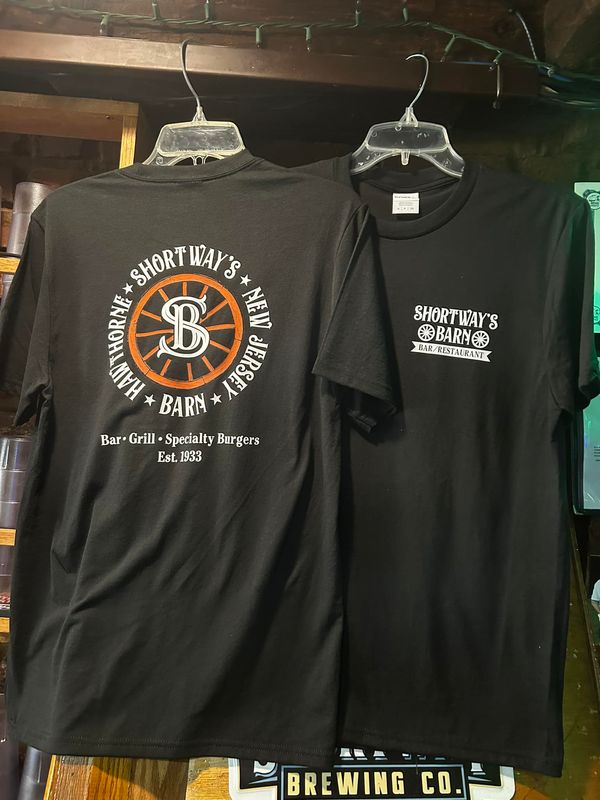 SHORTWAY'S
HAWTHORNE ★ ★ NEW JERSEY
SB
★ BARN ★
Bar • Grill • Specialty Burgers
Est. 1933
SHORTWAY'S
BARN
BAR/RESTAURANT
BREWING CO.